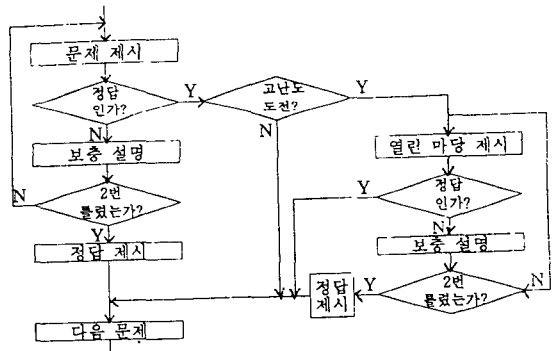 문제 제시
정답
인가?
Y
고난도
도전?
Y
N
N
보충 설명
열린 마당 제시
N
2번
틀렸는가?
Y
정답
인가?
Y
N
정답 제시
보충 설명
정답
제시
Y
2번
틀렸는가?
N
다음 문제